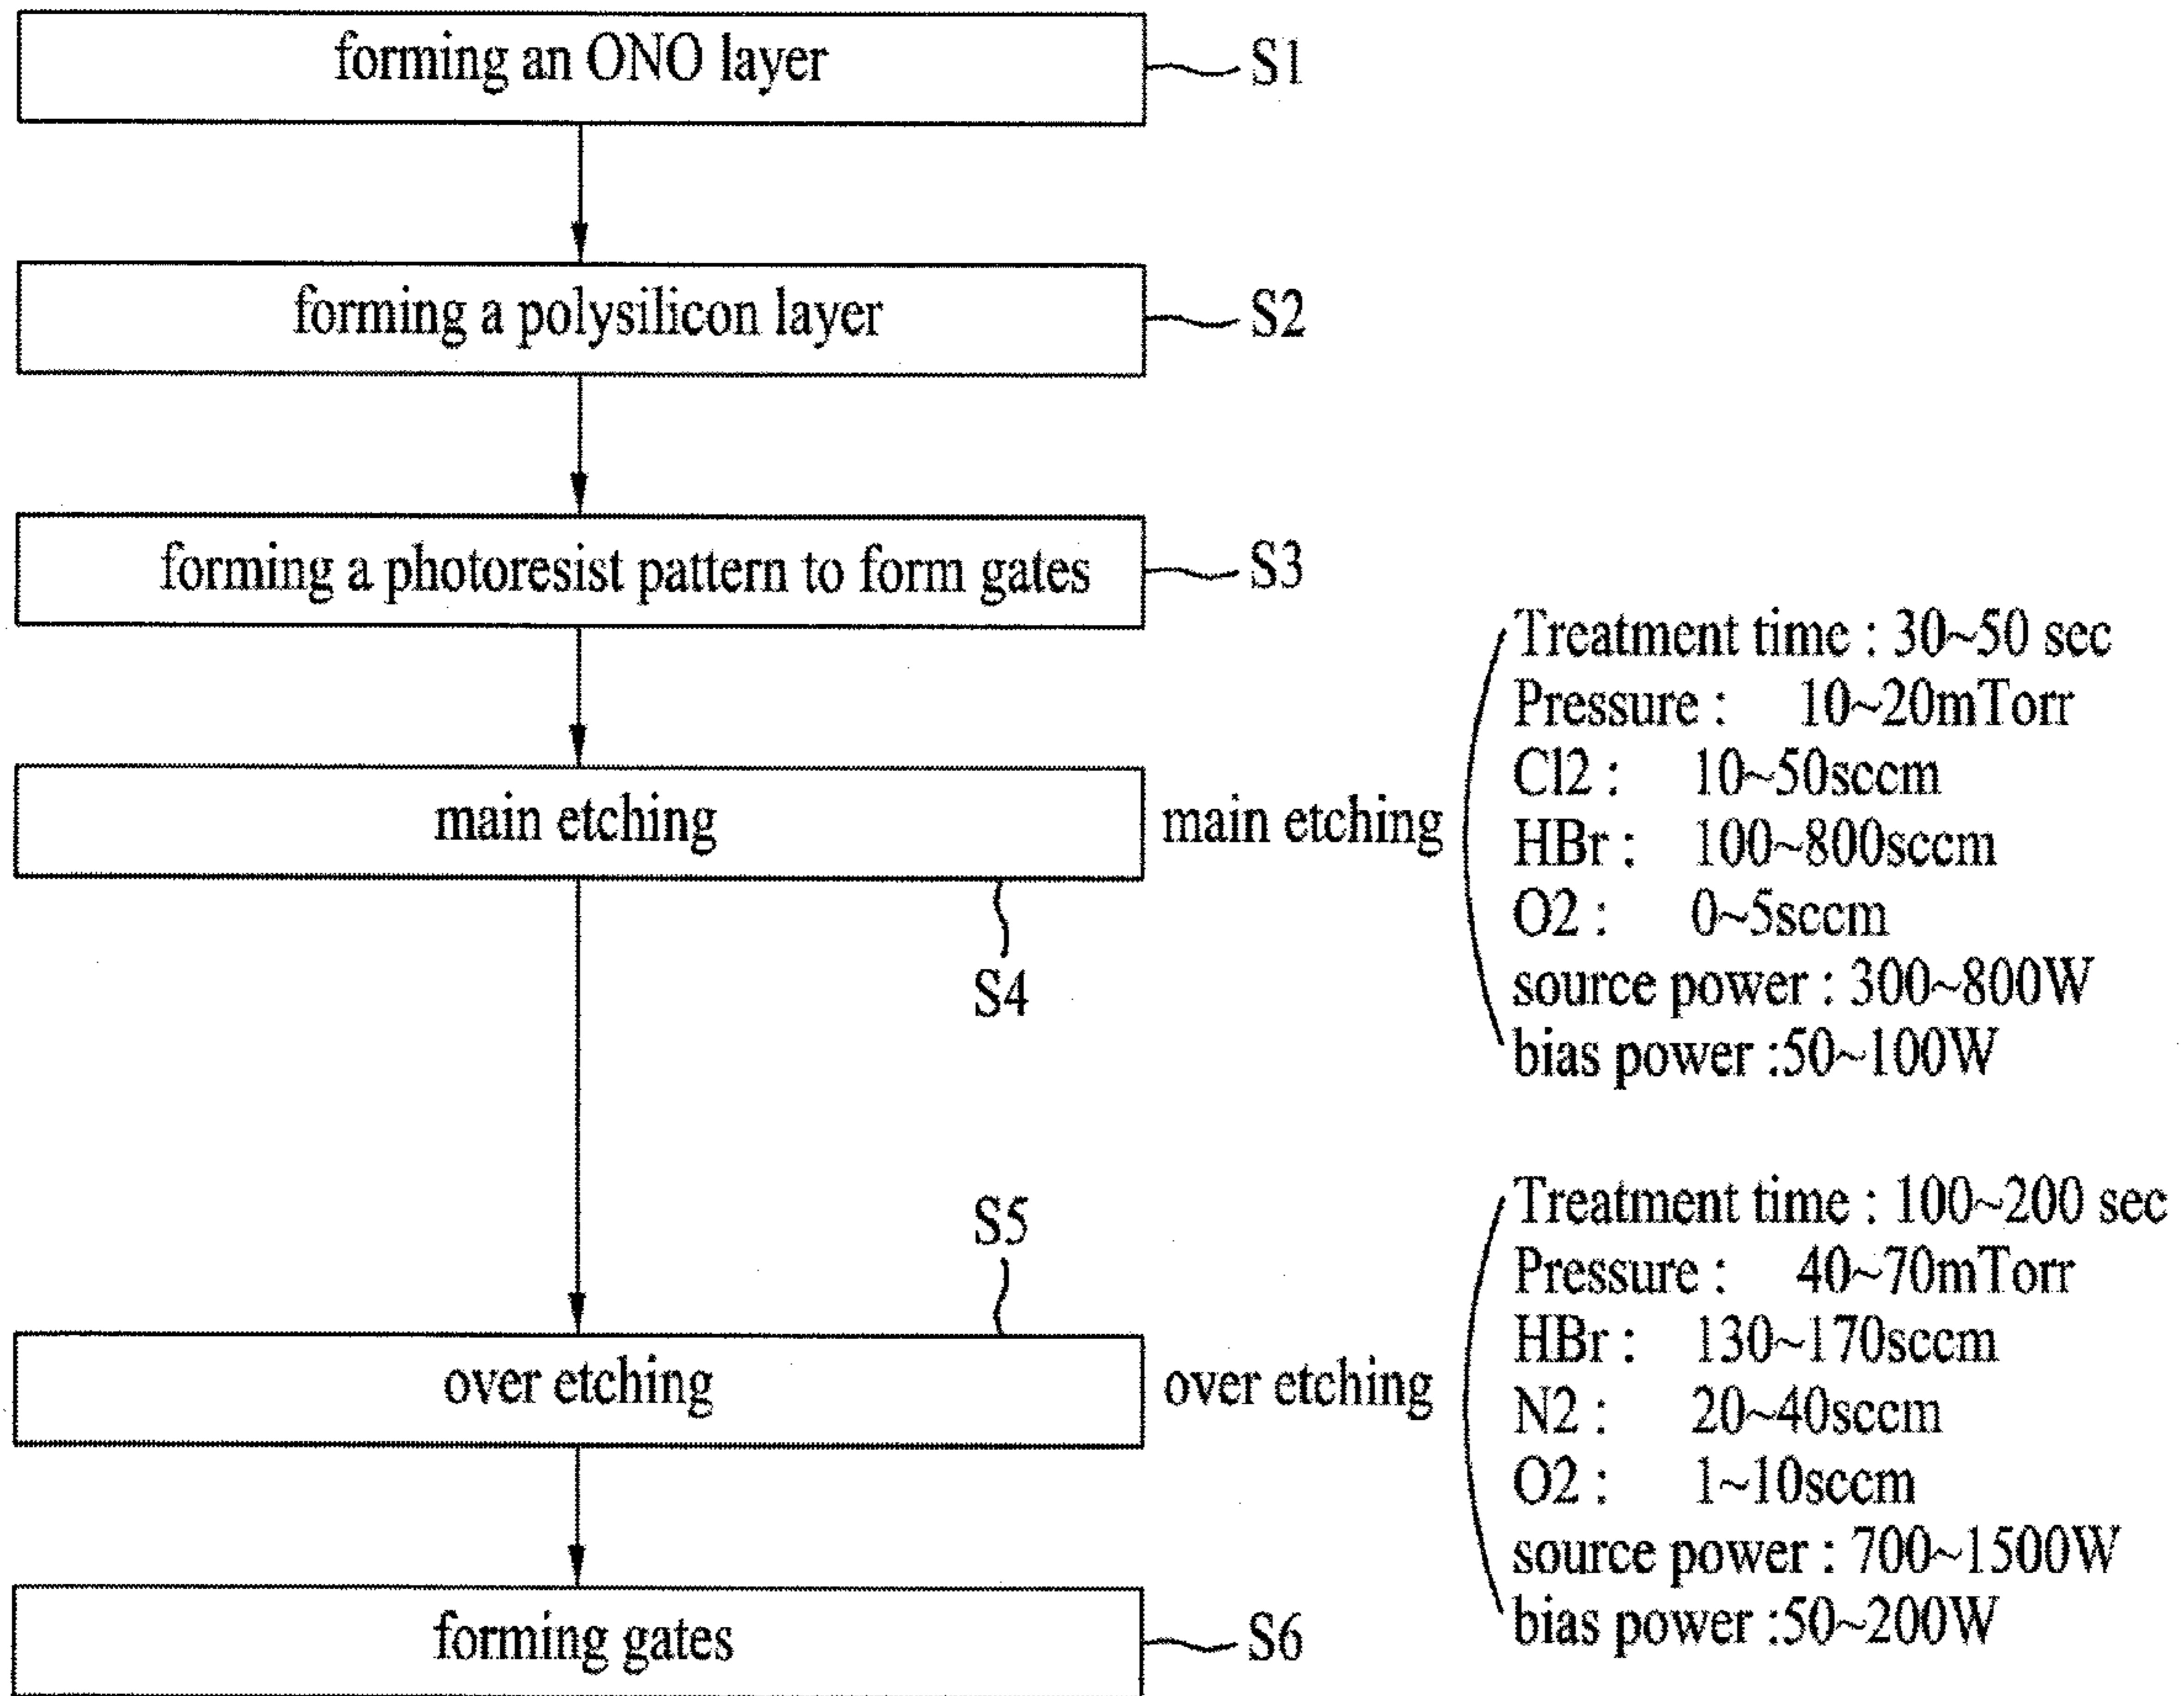 forming an ONO layer
S1
forming a polysilicon layer
S2
forming a photoresist pattern to form gates
S3
main etching
S4
main etching
Treatment time : 30~50 sec
Pressure : 10~20mTorr
Cl2 : 10~50sccm
HBr : 100~800sccm
O2 : 0~5sccm
source power : 300~800W
bias power :50~100W
S5
over etching
over etching
Treatment time : 100~200 sec
Pressure : 40~70mTorr
HBr : 130~170sccm
N2 : 20~40sccm
O2 : 1~10sccm
source power : 700~1500W
bias power :50~200W
forming gates
S6